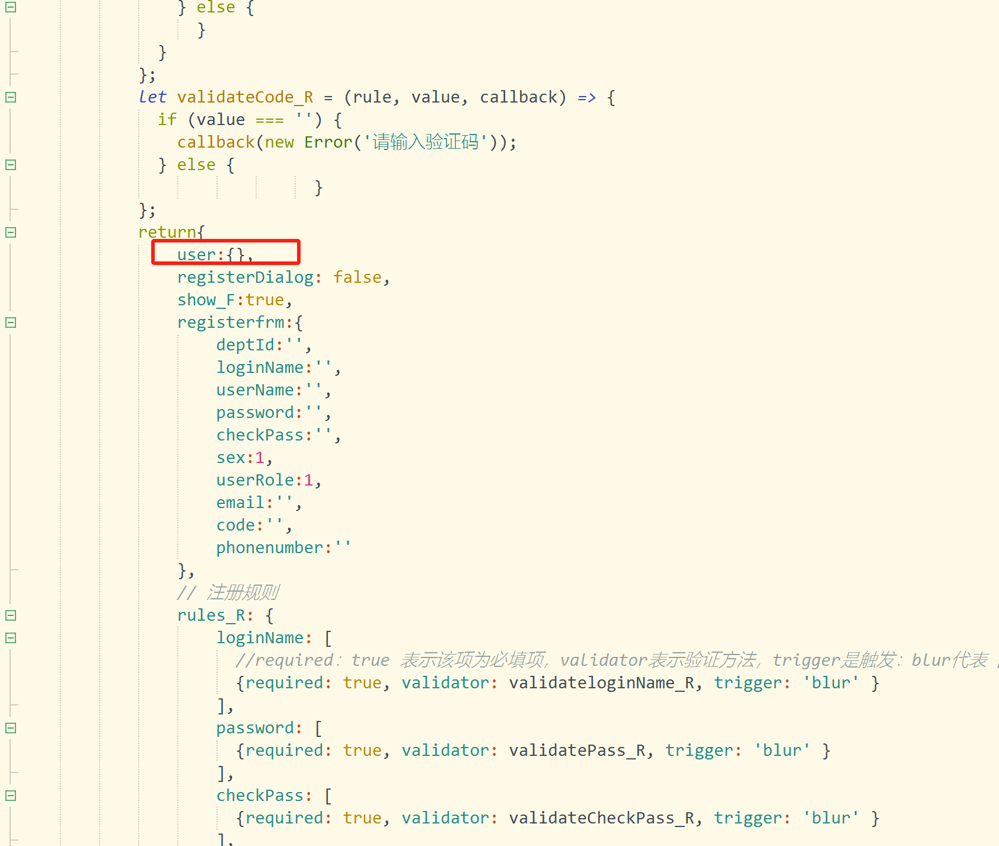 } else {
}
}
};
let validateCode_R = (rule, value, callback) => {
if (value === '') {
callback(new Error('请输入验证码'));
} else {
}
};
return{
user:{},
registerDialog: false,
show_F:true,
registerfrm:{
deptId:'',
loginName:'',
userName:'',
password:'',
checkPass:'',
sex:1,
userRole:1,
email:'',
code:'',
phonenumber:''
},
// 注册规则
rules_R: {
loginName: [
//required：true 表示该项为必填项，validator表示验证方法，trigger是触发：blur代表
{required: true, validator: validateloginName_R, trigger: 'blur' }
],
password: [
{required: true, validator: validatePass_R, trigger: 'blur' }
],
checkPass: [
{required: true, validator: validateCheckPass_R, trigger: 'blur' }
],